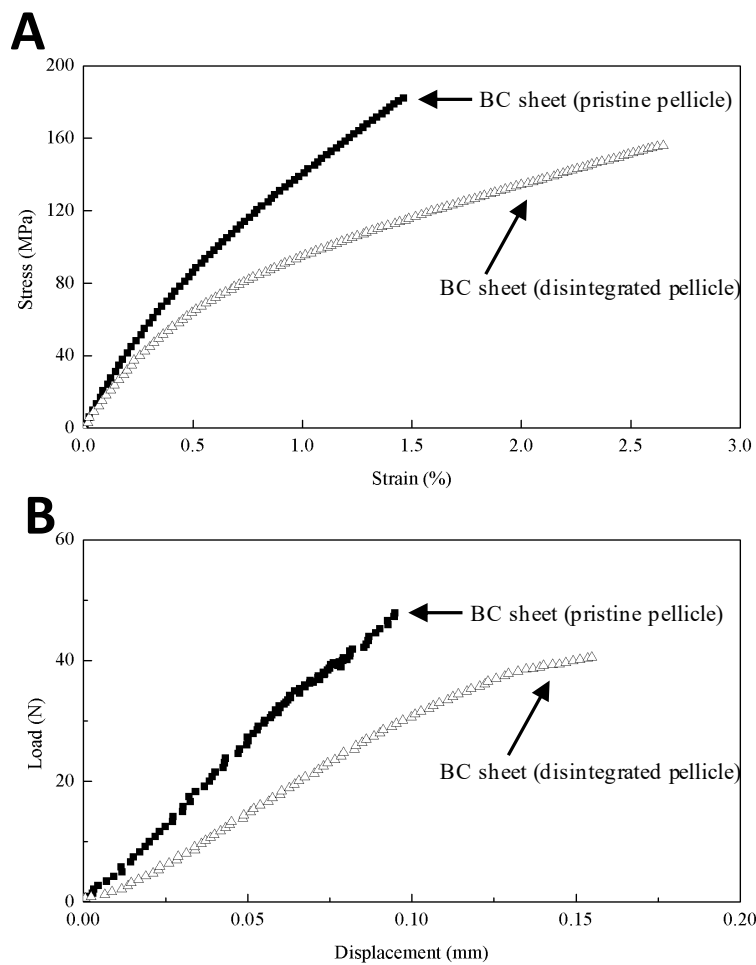 A
200
160
120
80
40
0
Stress (MPa)
BC sheet (pristine pellicle)
BC sheet (disintegrated pellicle)
0.0 0.5 1.0 1.5 2.0 2.5 3.0
Strain (%)
B
60
40
20
0
Load (N)
BC sheet (pristine pellicle)
BC sheet (disintegrated pellicle)
0.00 0.05 0.10 0.15 0.20
Displacement (mm)